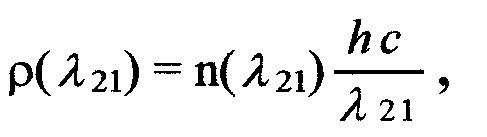 ρ(λ₂₁) = n(λ₂₁) hc/λ₂₁ ,